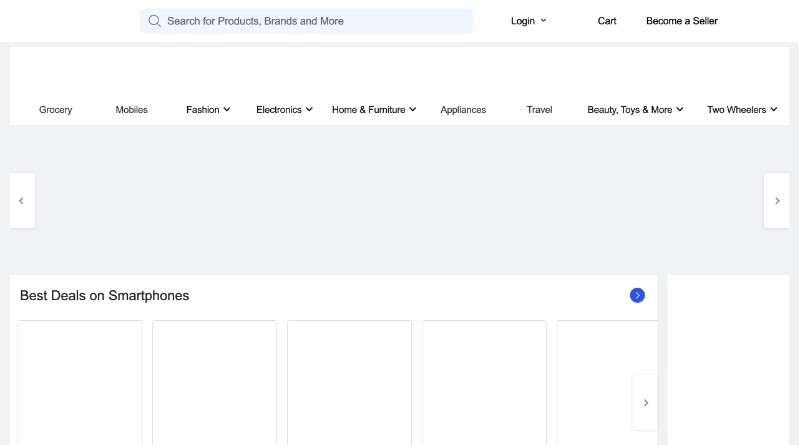 Search for Products, Brands and More
Login
Cart
Become a Seller
Grocery
Mobiles
Fashion
Electronics
Home & Furniture
Appliances
Travel
Beauty, Toys & More
Two Wheelers
Best Deals on Smartphones